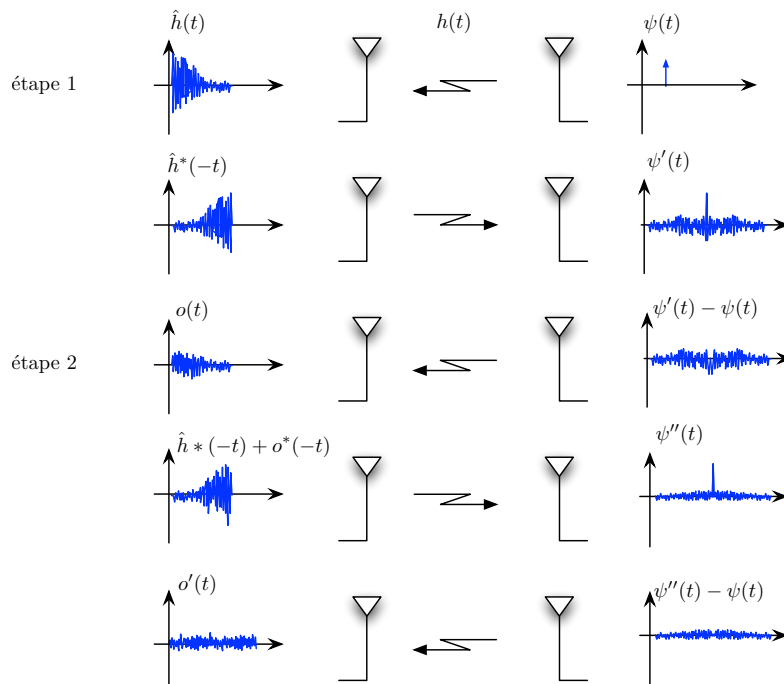 ĥ(t) h(t) ψ(t)
étape 1
ĥ*(−t) ψ′(t)
o(t) ψ′(t) − ψ(t)
étape 2
ĥ ∗ (−t) + o*(−t) ψ′′(t)
o′(t) ψ′′(t) − ψ(t)